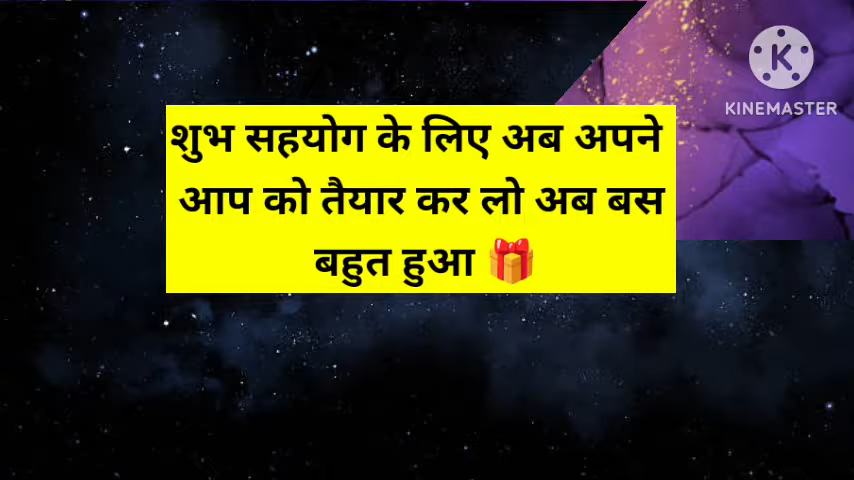 KINEMASTER
शुभ सहयोग के लिए अब अपने
आप को तैयार कर लो अब बस
बहुत हुआ 🎁